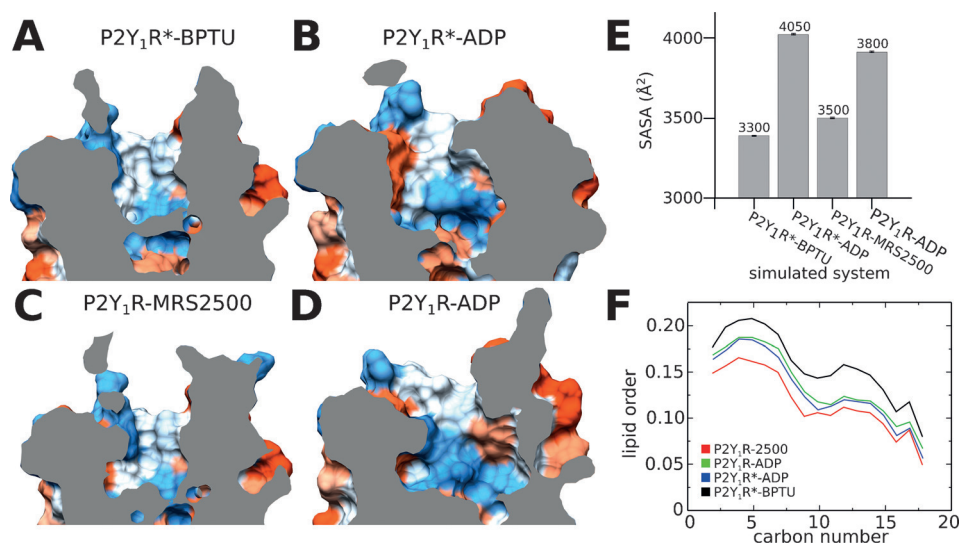 A
P2Y₁R*-BPTU
B
P2Y₁R*-ADP
C
P2Y₁R-MRS2500
D
P2Y₁R-ADP
E
4000
3500
3000
SASA (Å²)
3300
4050
3500
3800
P2Y1R*-BPTU
P2Y1R*-ADP
P2Y1R-MRS2500
P2Y1R-ADP
simulated system
F
0.20
0.15
0.10
0.05
lipid order
P2Y₁R-2500
P2Y₁R-ADP
P2Y₁R*-ADP
P2Y₁R*-BPTU
0 5 10 15 20
carbon number